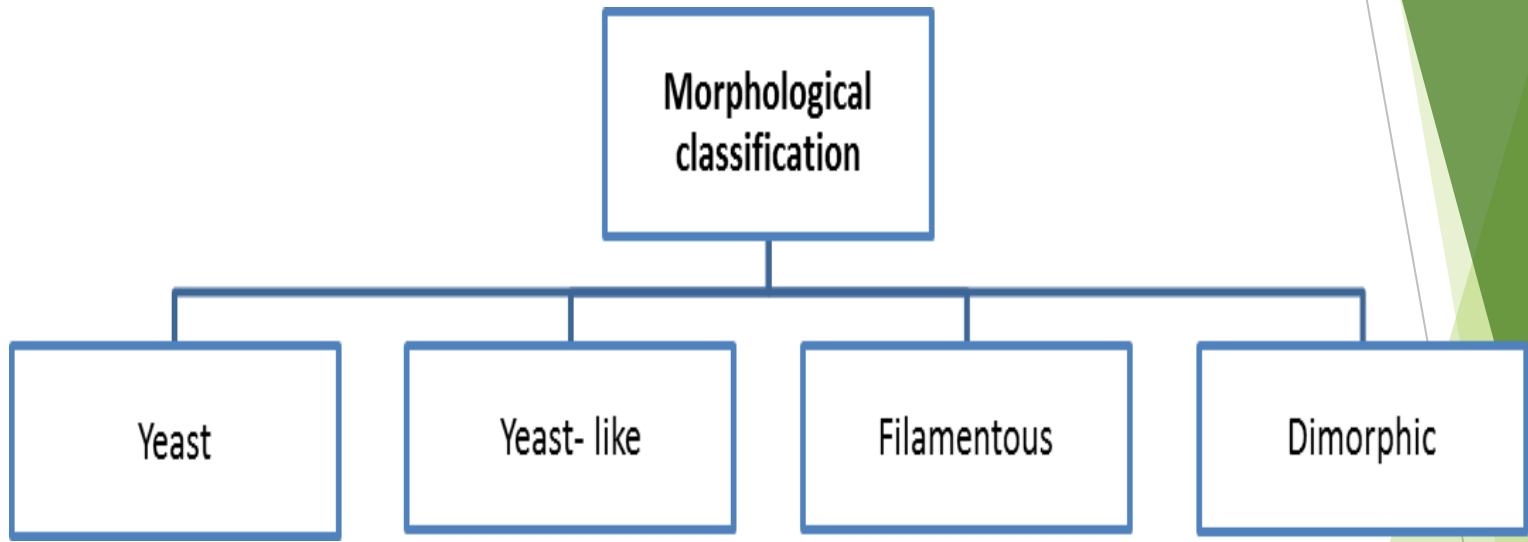 Morphological
classification
Yeast
Yeast- like
Filamentous
Dimorphic